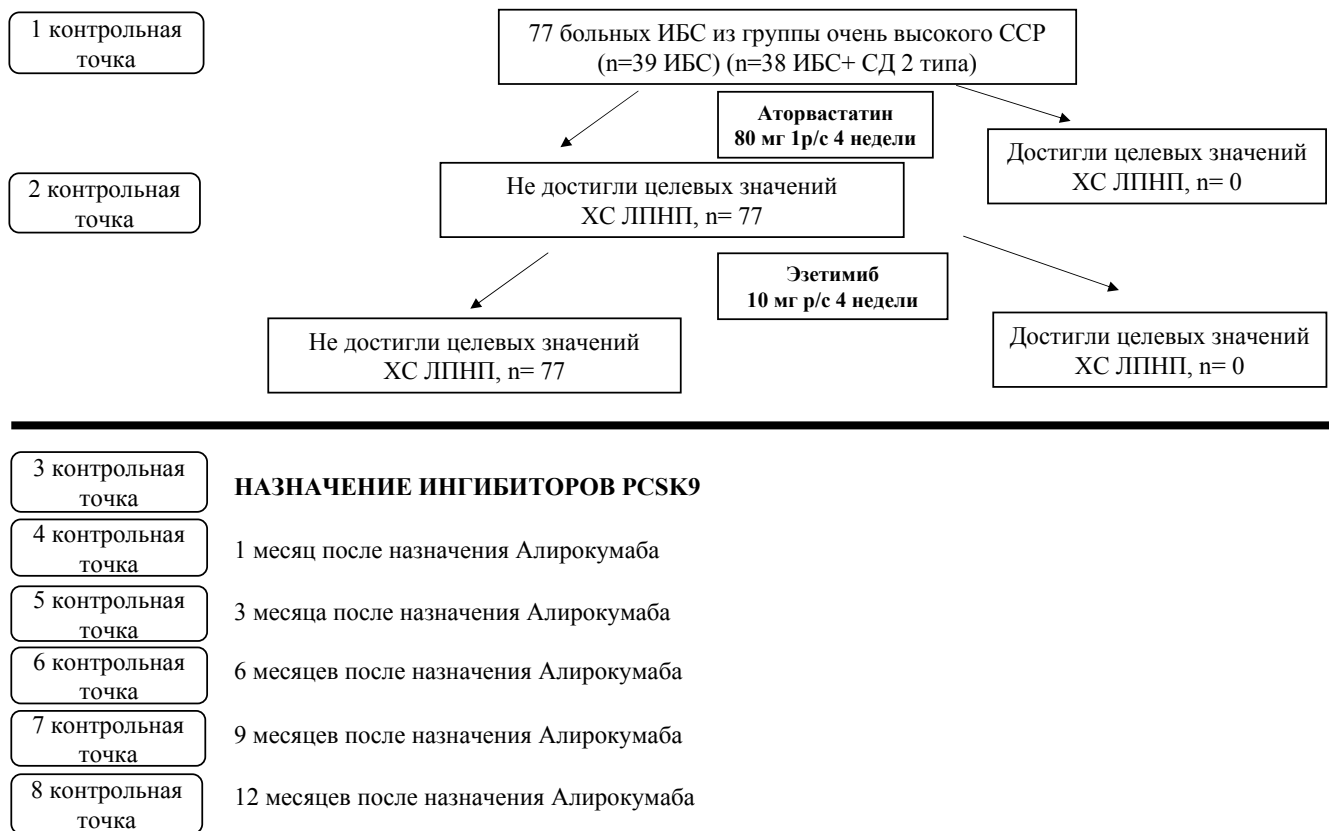 1 контрольная
точка
77 больных ИБС из группы очень высокого ССР
(n=39 ИБС) (n=38 ИБС+ СД 2 типа)
Аторвастатин
80 мг 1р/с 4 недели
Достигли целевых значений
ХС ЛПНП, n= 0
2 контрольная
точка
Не достигли целевых значений
ХС ЛПНП, n= 77
Эзетимиб
10 мг р/с 4 недели
Не достигли целевых значений
ХС ЛПНП, n= 77
Достигли целевых значений
ХС ЛПНП, n= 0
3 контрольная
точка
НАЗНАЧЕНИЕ ИНГИБИТОРОВ PCSK9
4 контрольная
точка
1 месяц после назначения Алирокумаба
5 контрольная
точка
3 месяца после назначения Алирокумаба
6 контрольная
точка
6 месяцев после назначения Алирокумаба
7 контрольная
точка
9 месяцев после назначения Алирокумаба
8 контрольная
точка
12 месяцев после назначения Алирокумаба